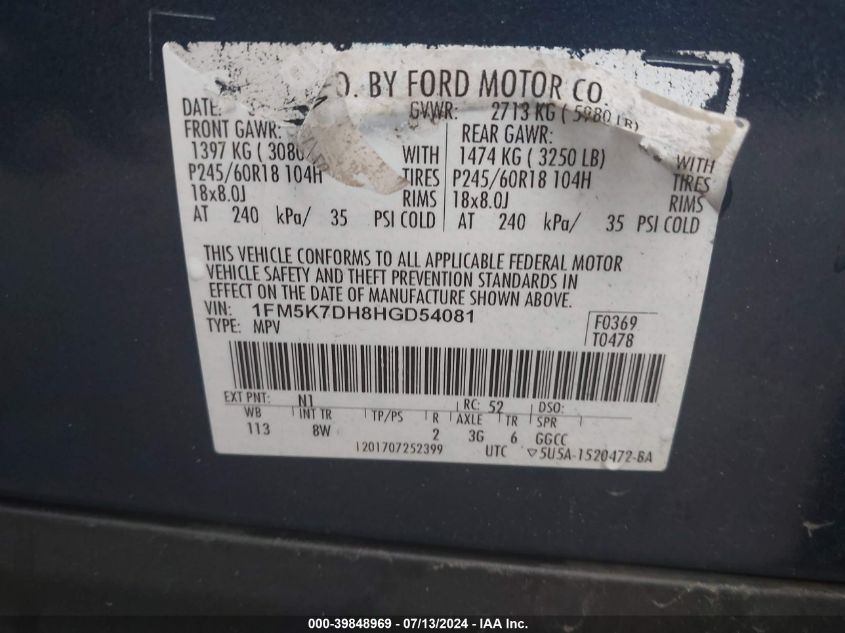 O. BY FORD MOTOR CO.
DATE: GVWR: 2713 KG ( 5980 LB)
FRONT GAWR: REAR GAWR:
1397 KG ( 3080 WITH 1474 KG ( 3250 LB) WITH
P245/60R18 104H TIRES P245/60R18 104H TIRES
18x8.0J RIMS 18x8.0J RIMS
AT 240 kPa/ 35 PSI COLD AT 240 kPa/ 35 PSI COLD
THIS VEHICLE CONFORMS TO ALL APPLICABLE FEDERAL MOTOR
VEHICLE SAFETY AND THEFT PREVENTION STANDARDS IN
EFFECT ON THE DATE OF MANUFACTURE SHOWN ABOVE.
VIN: 1FM5K7DH8HGD54081 F0369
TYPE: MPV T0478
EXT PNT: N1 RC: 52 DSO:
WB INT TR TP/PS R AXLE TR SPR
113 8W 2 3G 6 GGCC
1201707252399 UTC ▽5U5A-1520472-BA
000-39848969 - 07/13/2024 - IAA Inc.